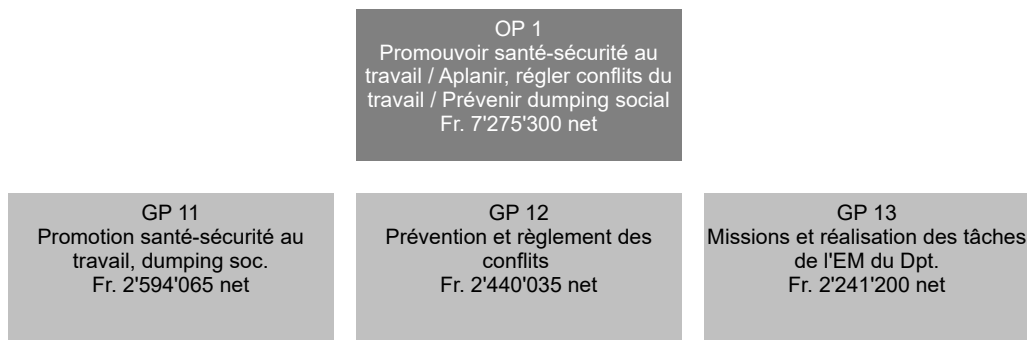 OP 1
Promouvoir santé-sécurité au
travail / Aplanir, régler conflits du
travail / Prévenir dumping social
Fr. 7'275'300 net
GP 11
Promotion santé-sécurité au
travail, dumping soc.
Fr. 2'594'065 net
GP 12
Prévention et règlement des
conflits
Fr. 2'440'035 net
GP 13
Missions et réalisation des tâches
de l'EM du Dpt.
Fr. 2'241'200 net